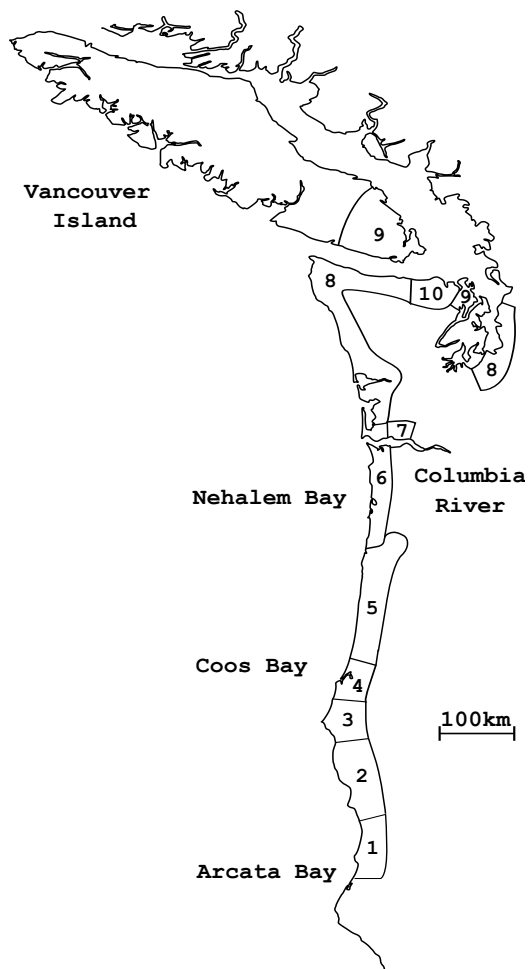 Vancouver
Island
9
8
10
9
8
7
6
Columbia
River
Nehalem Bay
5
Coos Bay
4
3
100km
2
1
Arcata Bay